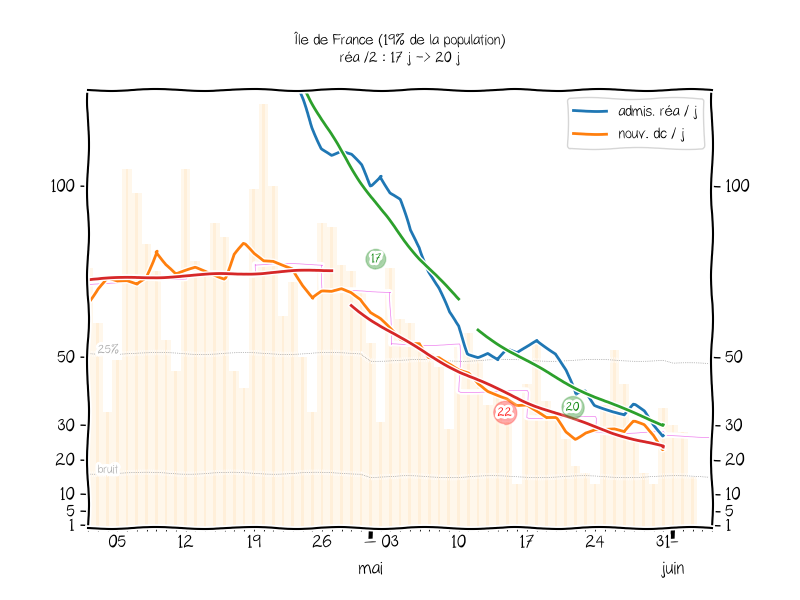 Île de France (19% de la population)
réa /2 : 17 j -> 20 j
admis. réa / j
nouv. dc / j
100
100
17
50
25%
50
20
22
30
30
20
20
bruit
10
10
5
5
1
1
05 12 19 26 03 10 17 24 31
mai juin